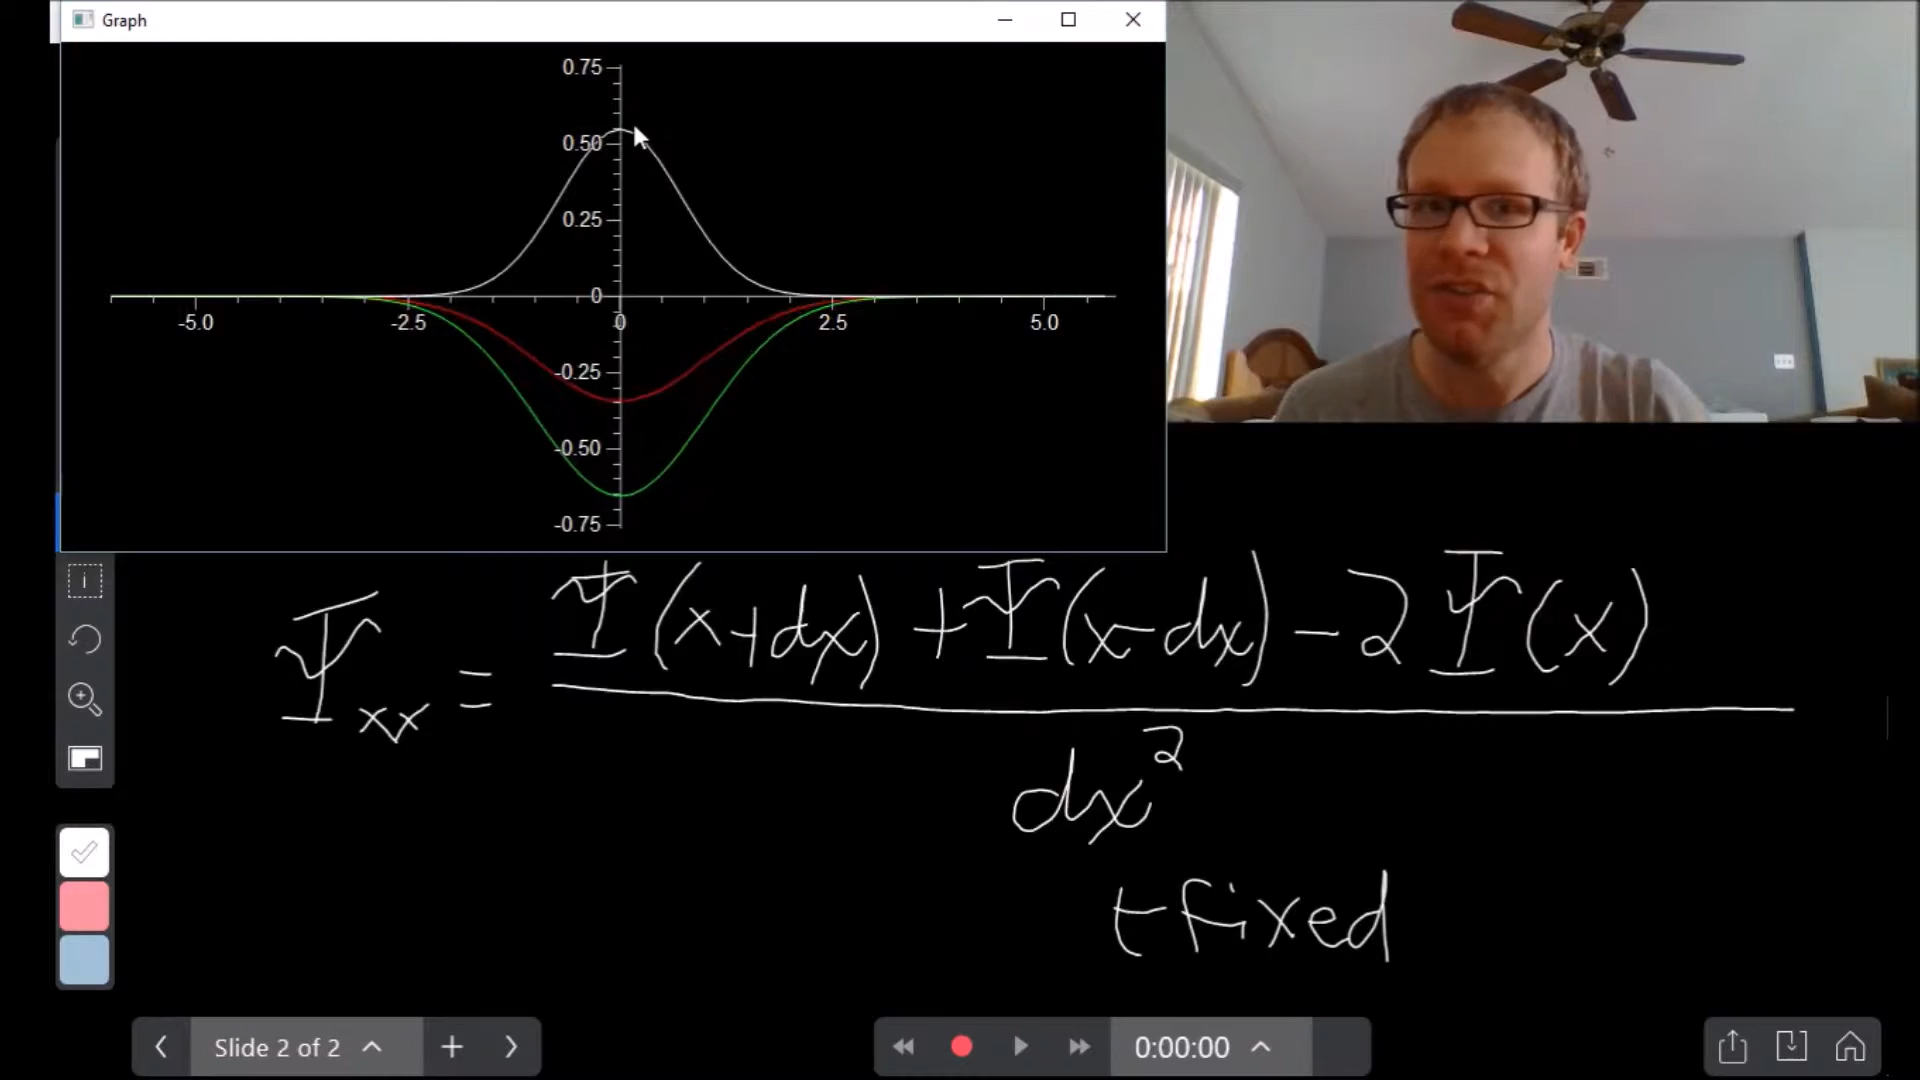 Graph
0.75
0.50
0.25
0
-5.0 -2.5 0 2.5 5.0
-0.25
-0.50
-0.75
Ψxx = Ψ(x+dx) + Ψ(x-dx) - 2Ψ(x)
dx²
t fixed
Slide 2 of 2
0:00:00